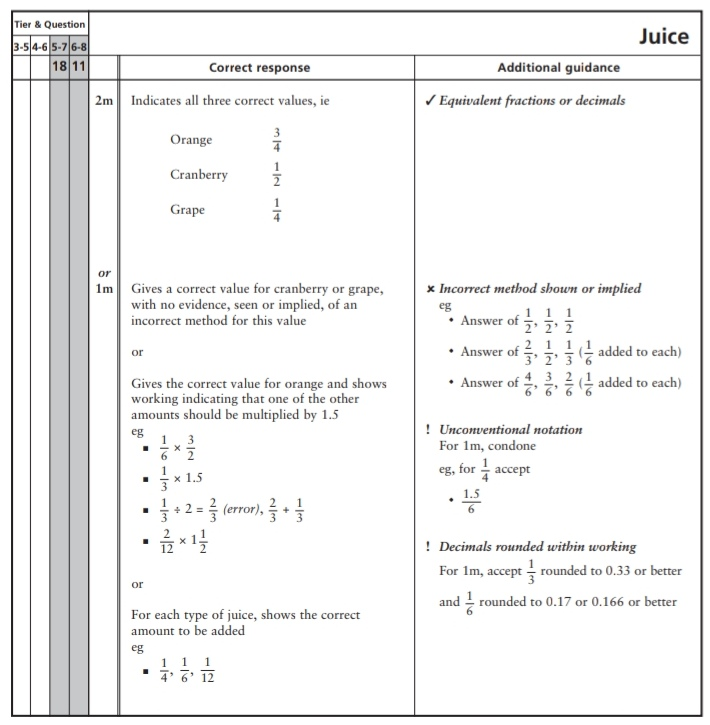 Tier & Question
3-5 4-6 5-7 6-8
Juice
18 11
Correct response
Additional guidance
2m
Indicates all three correct values, ie
Orange 3/4
Cranberry 1/2
Grape 1/4
✓ Equivalent fractions or decimals
or
1m
Gives a correct value for cranberry or grape,
with no evidence, seen or implied, of an
incorrect method for this value
or
Gives the correct value for orange and shows
working indicating that one of the other
amounts should be multiplied by 1.5
eg
▪ 1/6 × 3/2
▪ 1/3 × 1.5
▪ 1/3 ÷ 2 = 2/3 (error), 2/3 + 1/3
▪ 2/12 × 1 1/2
or
For each type of juice, shows the correct
amount to be added
eg
▪ 1/4, 1/6, 1/12
× Incorrect method shown or implied
eg
• Answer of 1/2, 1/2, 1/2
• Answer of 2/3, 1/2, 1/3 (1/6 added to each)
• Answer of 4/6, 3/6, 2/6 (1/6 added to each)
! Unconventional notation
For 1m, condone
eg, for 1/4 accept
• 1.5/6
! Decimals rounded within working
For 1m, accept 1/3 rounded to 0.33 or better
and 1/6 rounded to 0.17 or 0.166 or better